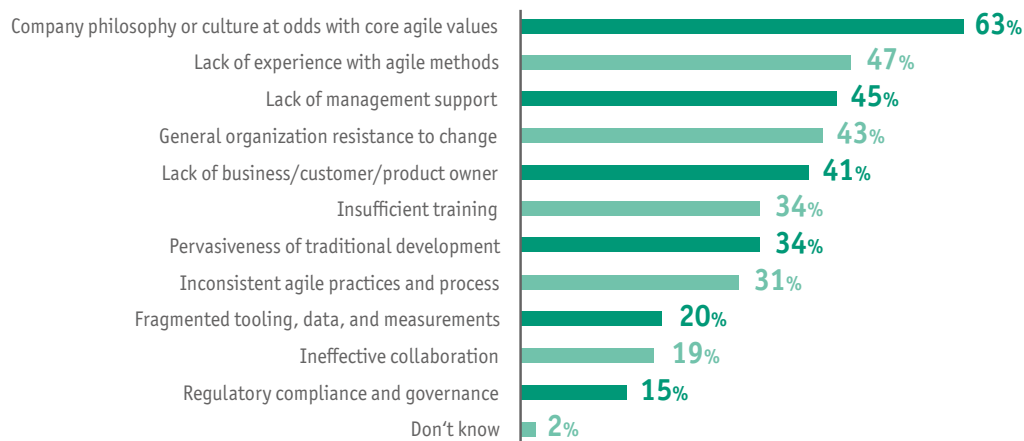 Company philosophy or culture at odds with core agile values 63%
Lack of experience with agile methods 47%
Lack of management support 45%
General organization resistance to change 43%
Lack of business/customer/product owner 41%
Insufficient training 34%
Pervasiveness of traditional development 34%
Inconsistent agile practices and process 31%
Fragmented tooling, data, and measurements 20%
Ineffective collaboration 19%
Regulatory compliance and governance 15%
Don‘t know 2%